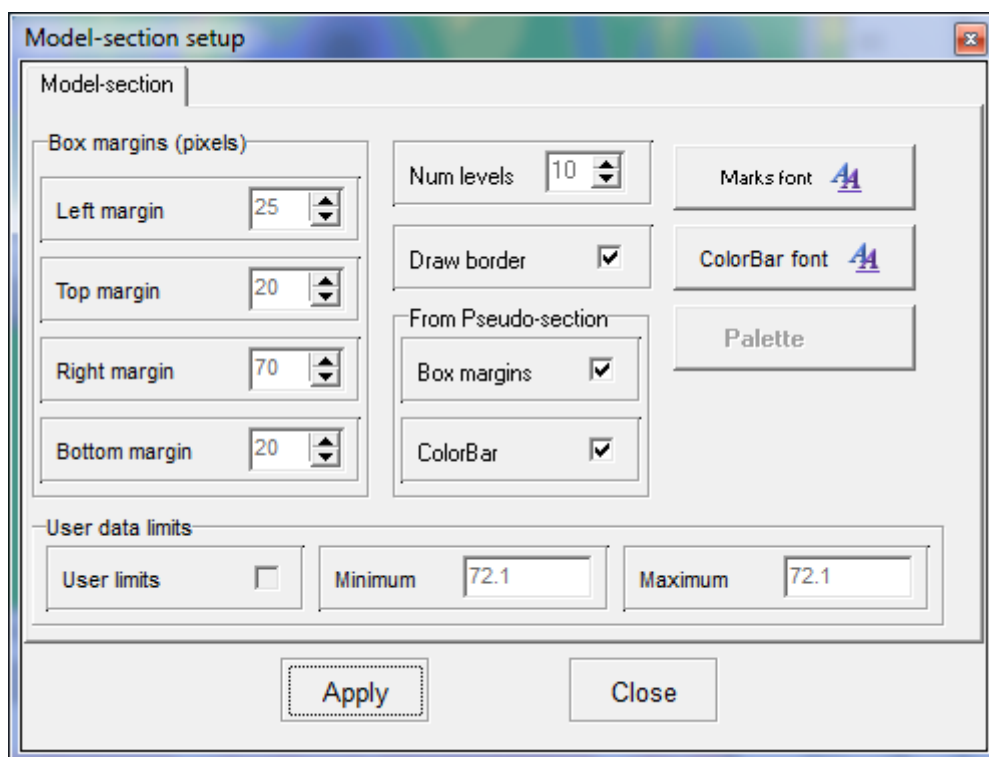 Model-section setup
Model-section
Box margins (pixels)
Left margin 25
Top margin 20
Right margin 70
Bottom margin 20
Num levels 10
Draw border
From Pseudo-section
Box margins
ColorBar
Marks font AA
ColorBar font AA
Palette
User data limits
User limits
Minimum 72.1
Maximum 72.1
Apply
Close